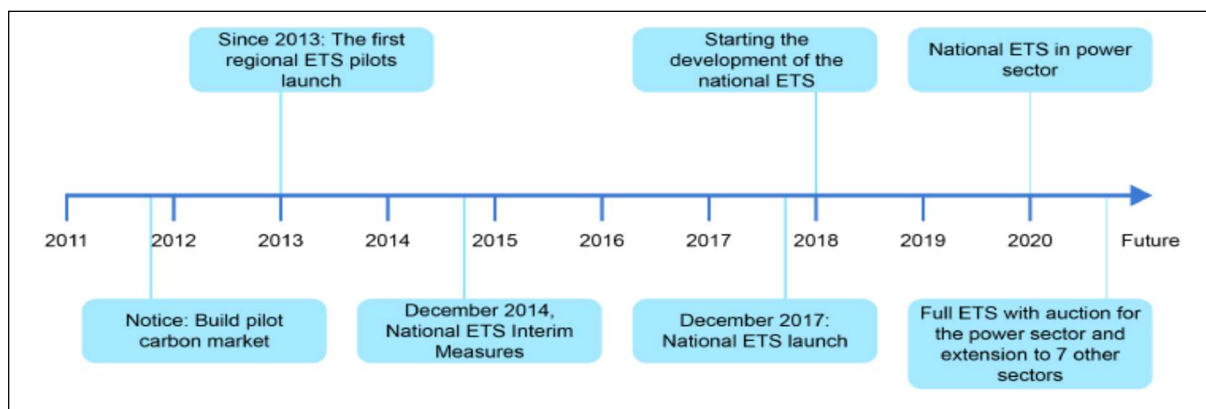 Since 2013: The first
regional ETS pilots
launch
Starting the
development of the
national ETS
National ETS in power
sector
2011
2012
2013
2014
2015
2016
2017
2018
2019
2020
Future
Notice: Build pilot
carbon market
December 2014,
National ETS Interim
Measures
December 2017:
National ETS launch
Full ETS with auction for
the power sector and
extension to 7 other
sectors